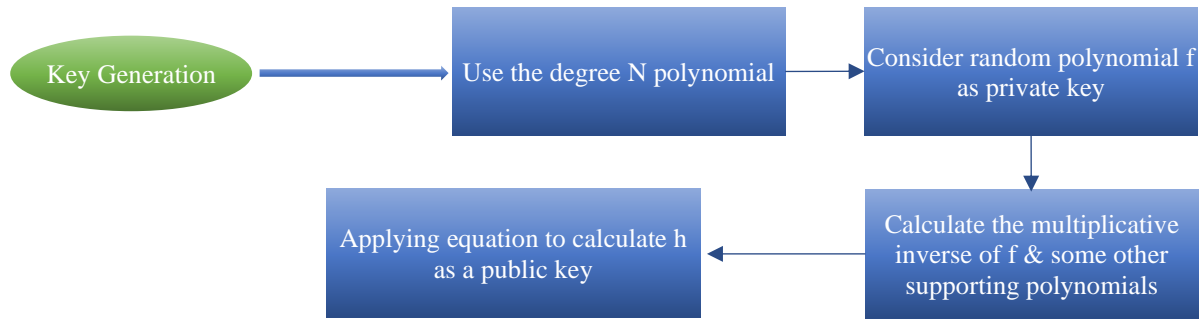 Key Generation
Use the degree N polynomial
Consider random polynomial f
as private key
Calculate the multiplicative
inverse of f & some other
supporting polynomials
Applying equation to calculate h
as a public key